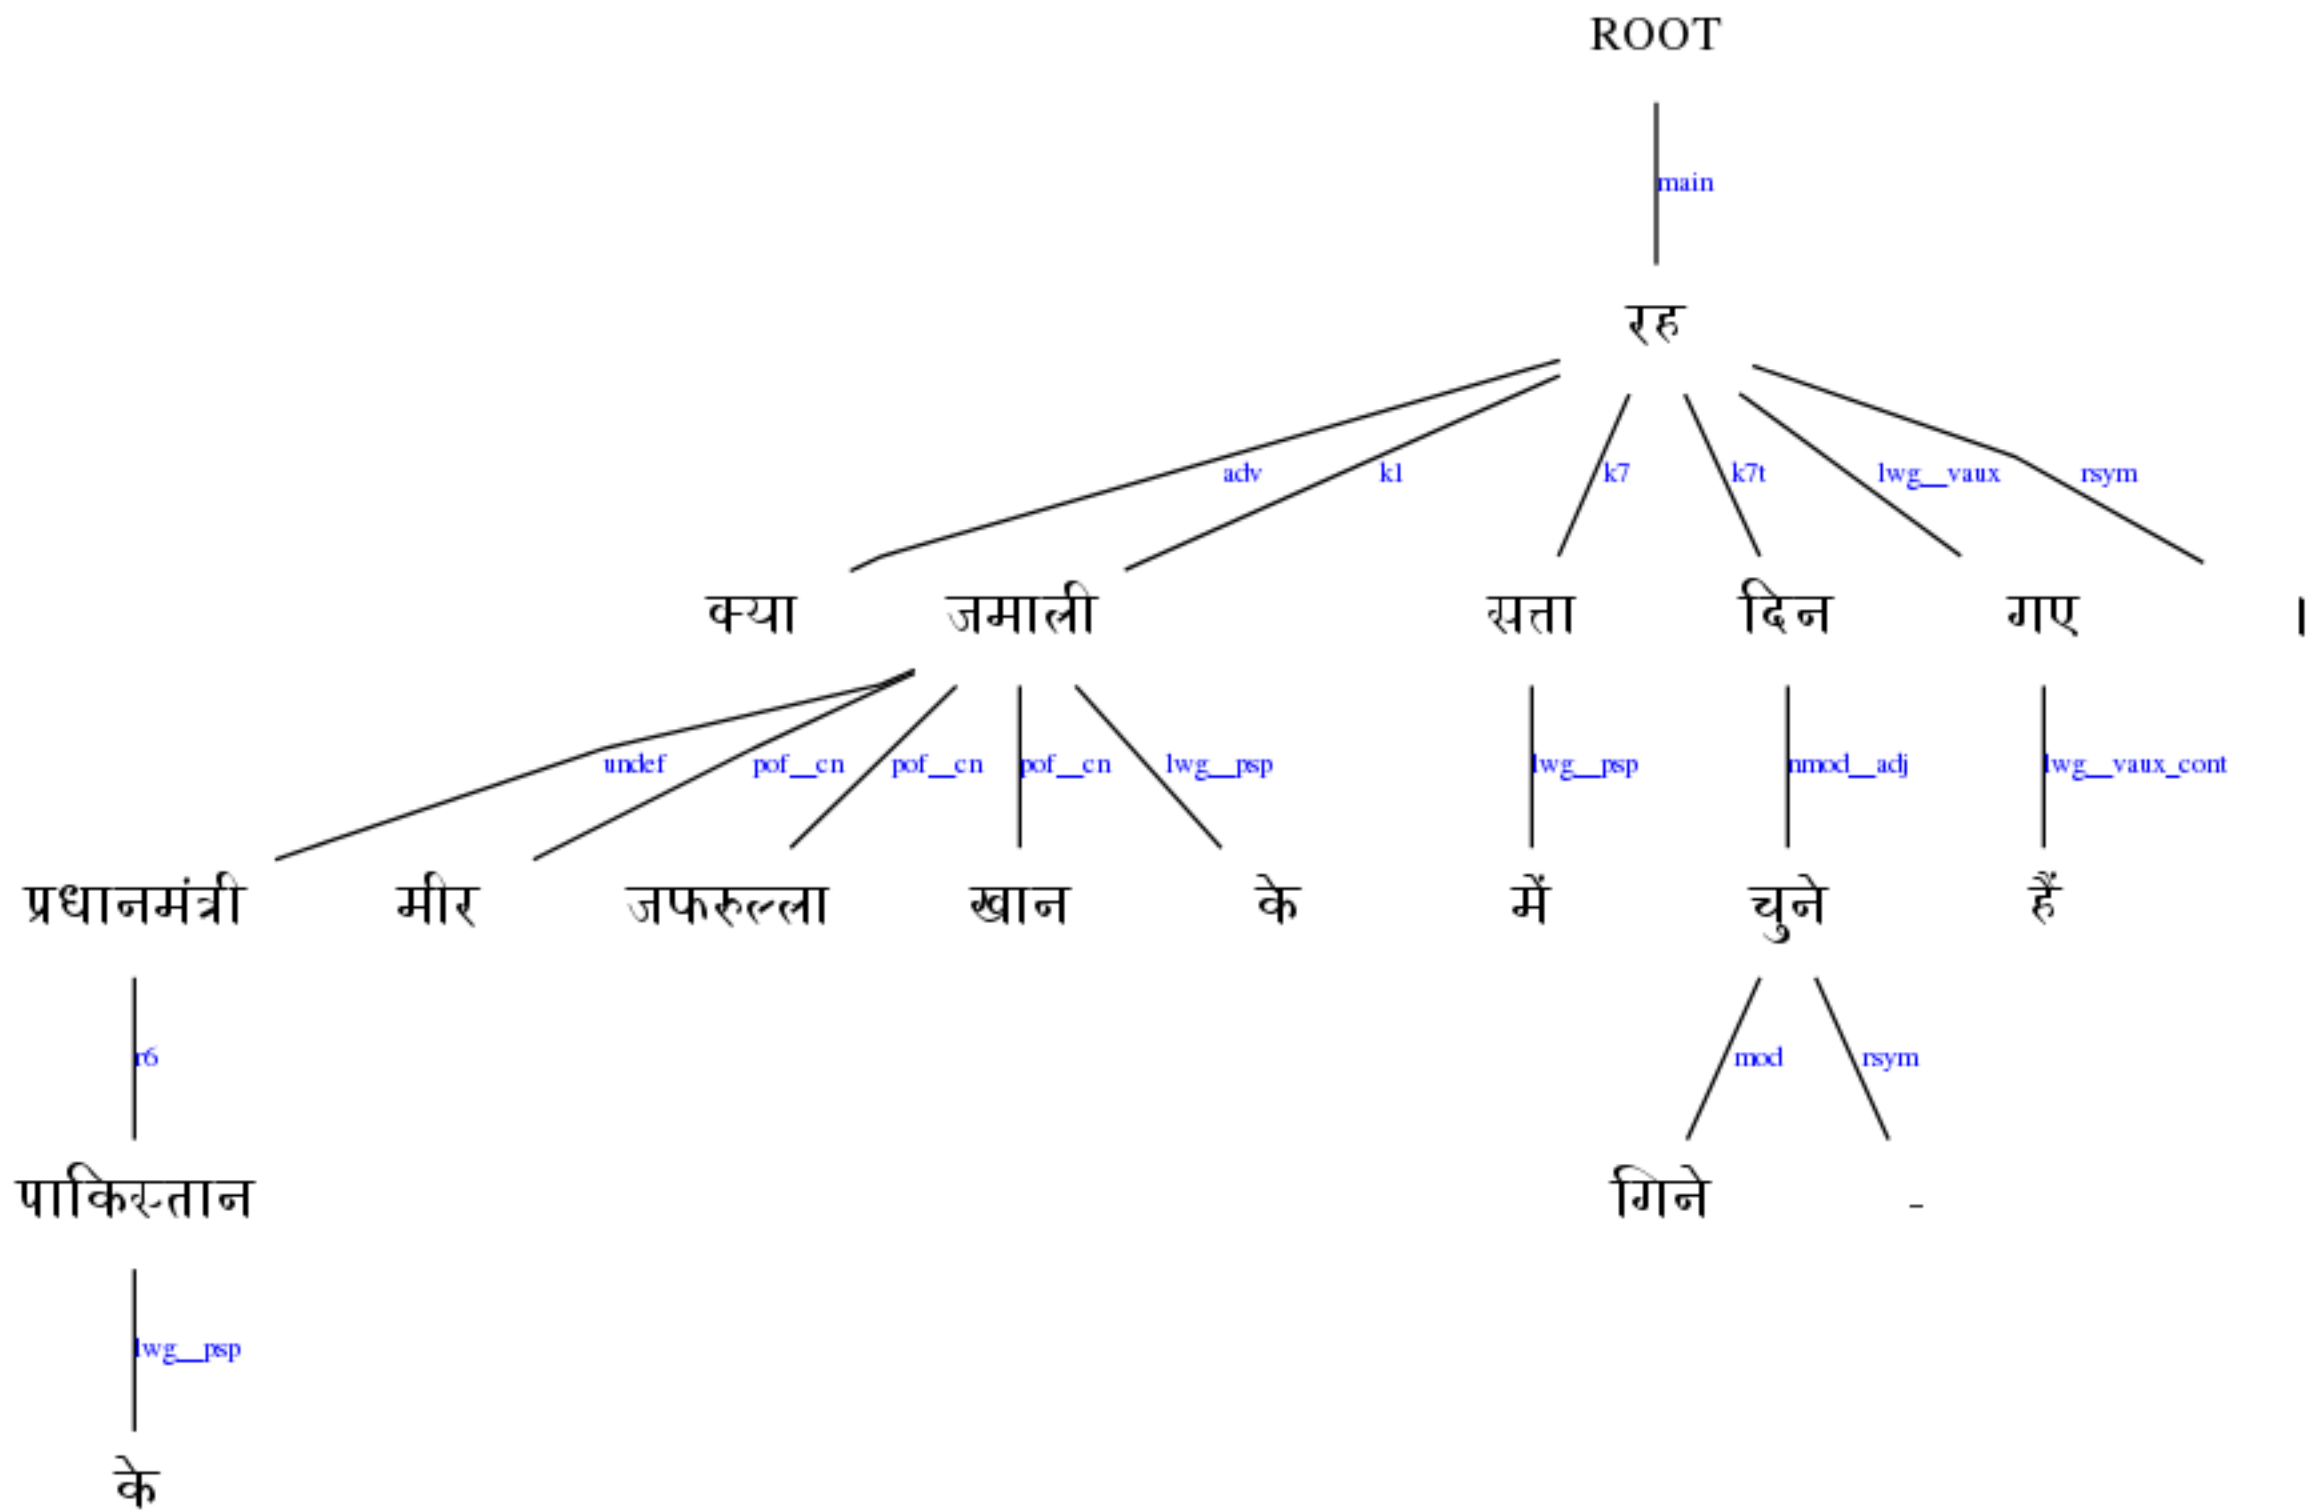 ROOT
main
रह
adv k1 k7 k7t lwg__vaux rsym
क्या जमाली सत्ता दिन गए ।
undef pof__cn pof__cn pof__cn lwg__psp lwg__psp nmod__adj lwg__vaux_cont
प्रधानमंत्री मीर जफरुल्ला खान के में चुने हैं
r6 mod rsym
पाकिस्तान गिने -
lwg__psp
के